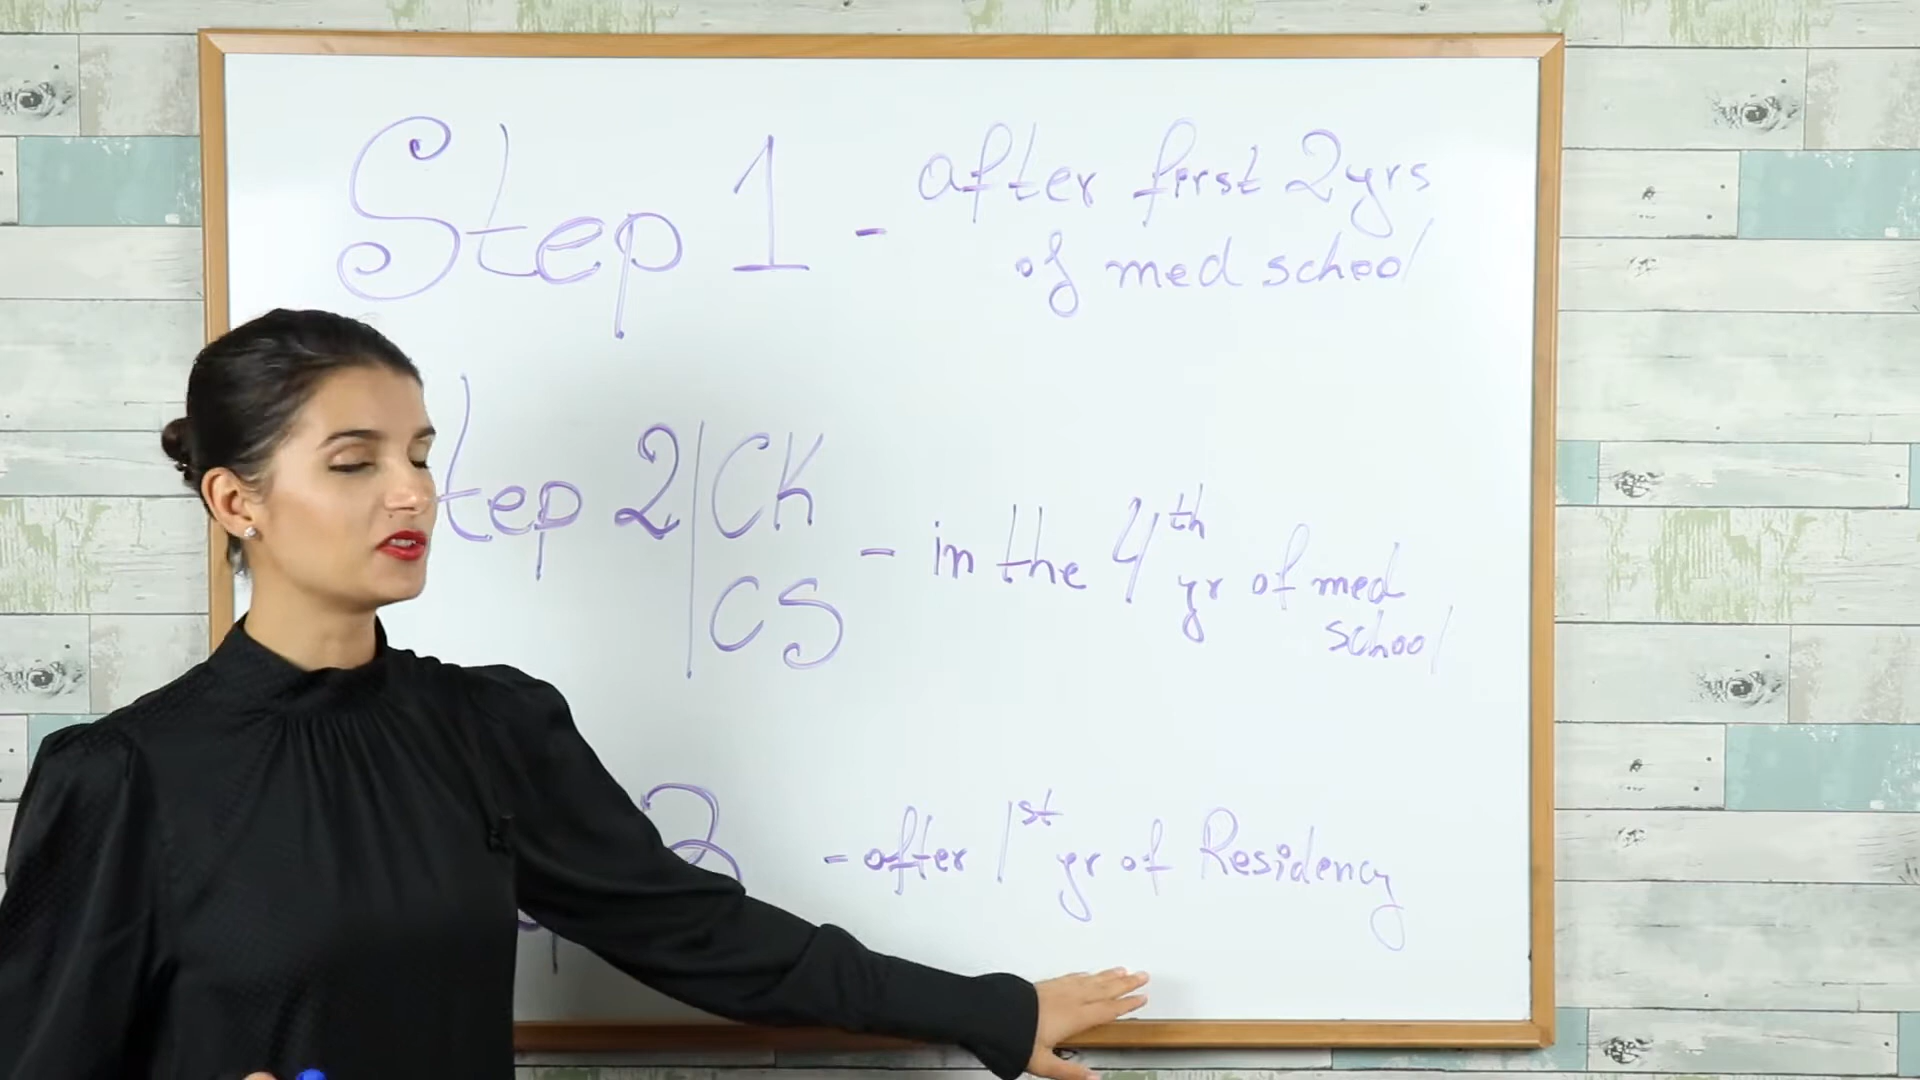 Step 1 - after first 2yrs
of med school
tep 2 | CK
CS
- in the 4th yr of med
school
3 - after 1st yr of Residency